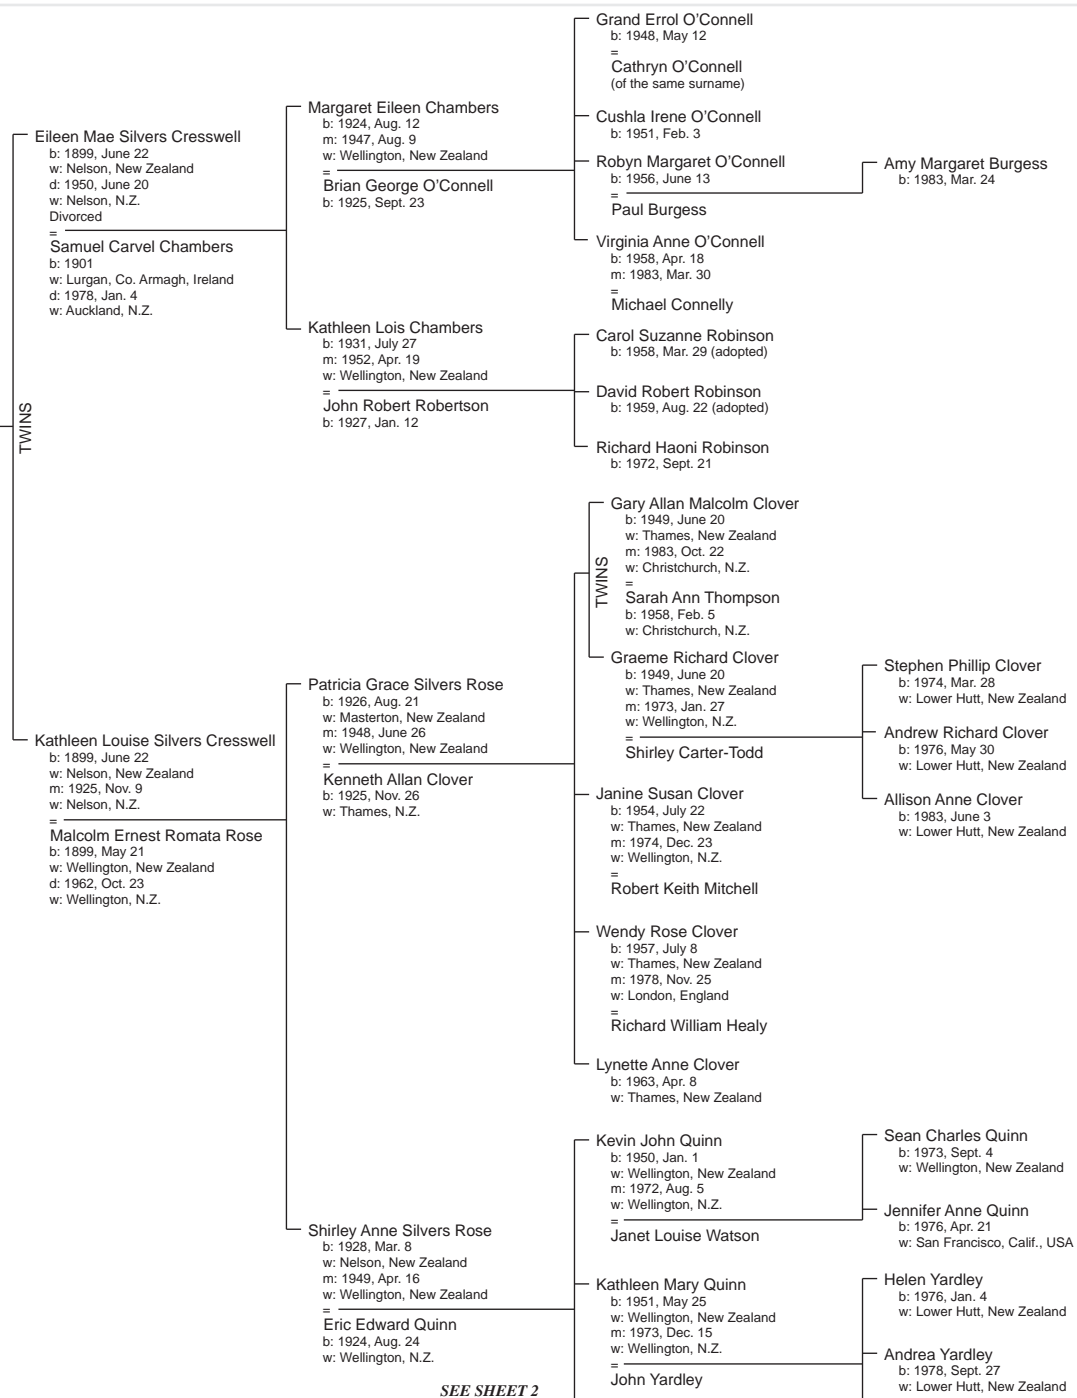 Eileen Mae Silvers Cresswell
b: 1899, June 22
w: Nelson, New Zealand
d: 1950, June 20
w: Nelson, N.Z.
Divorced
=
Samuel Carvel Chambers
b: 1901
w: Lurgan, Co. Armagh, Ireland
d: 1978, Jan. 4
w: Auckland, N.Z.
TWINS
Kathleen Louise Silvers Cresswell
b: 1899, June 22
w: Nelson, New Zealand
m: 1925, Nov. 9
w: Nelson, N.Z.
=
Malcolm Ernest Romata Rose
b: 1899, May 21
w: Wellington, New Zealand
d: 1962, Oct. 23
w: Wellington, N.Z.
Margaret Eileen Chambers
b: 1924, Aug. 12
m: 1947, Aug. 9
w: Wellington, New Zealand
=
Brian George O'Connell
b: 1925, Sept. 23
Kathleen Lois Chambers
b: 1931, July 27
m: 1952, Apr. 19
w: Wellington, New Zealand
=
John Robert Robertson
b: 1927, Jan. 12
Patricia Grace Silvers Rose
b: 1926, Aug. 21
w: Masterton, New Zealand
m: 1948, June 26
w: Wellington, New Zealand
=
Kenneth Allan Clover
b: 1925, Nov. 26
w: Thames, N.Z.
Shirley Anne Silvers Rose
b: 1928, Mar. 8
w: Nelson, New Zealand
m: 1949, Apr. 16
w: Wellington, New Zealand
=
Eric Edward Quinn
b: 1924, Aug. 24
w: Wellington, N.Z.
SEE SHEET 2
Grand Errol O'Connell
b: 1948, May 12
=
Cathryn O'Connell
(of the same surname)
Cushla Irene O'Connell
b: 1951, Feb. 3
Robyn Margaret O'Connell
b: 1956, June 13
=
Paul Burgess
Virginia Anne O'Connell
b: 1958, Apr. 18
m: 1983, Mar. 30
=
Michael Connelly
Carol Suzanne Robinson
b: 1958, Mar. 29 (adopted)
David Robert Robinson
b: 1959, Aug. 22 (adopted)
Richard Haoni Robinson
b: 1972, Sept. 21
Gary Allan Malcolm Clover
b: 1949, June 20
w: Thames, New Zealand
m: 1983, Oct. 22
w: Christchurch, N.Z.
=
Sarah Ann Thompson
b: 1958, Feb. 5
w: Christchurch, N.Z.
TWINS
Graeme Richard Clover
b: 1949, June 20
w: Thames, New Zealand
m: 1973, Jan. 27
w: Wellington, N.Z.
=
Shirley Carter-Todd
Janine Susan Clover
b: 1954, July 22
w: Thames, New Zealand
m: 1974, Dec. 23
w: Wellington, N.Z.
=
Robert Keith Mitchell
Wendy Rose Clover
b: 1957, July 8
w: Thames, New Zealand
m: 1978, Nov. 25
w: London, England
=
Richard William Healy
Lynette Anne Clover
b: 1963, Apr. 8
w: Thames, New Zealand
Kevin John Quinn
b: 1950, Jan. 1
w: Wellington, New Zealand
m: 1972, Aug. 5
w: Wellington, N.Z.
=
Janet Louise Watson
Kathleen Mary Quinn
b: 1951, May 25
w: Wellington, New Zealand
m: 1973, Dec. 15
w: Wellington, N.Z.
=
John Yardley
Amy Margaret Burgess
b: 1983, Mar. 24
Stephen Phillip Clover
b: 1974, Mar. 28
w: Lower Hutt, New Zealand
Andrew Richard Clover
b: 1976, May 30
w: Lower Hutt, New Zealand
Allison Anne Clover
b: 1983, June 3
w: Lower Hutt, New Zealand
Sean Charles Quinn
b: 1973, Sept. 4
w: Wellington, New Zealand
Jennifer Anne Quinn
b: 1976, Apr. 21
w: San Francisco, Calif., USA
Helen Yardley
b: 1976, Jan. 4
w: Lower Hutt, New Zealand
Andrea Yardley
b: 1978, Sept. 27
w: Lower Hutt, New Zealand